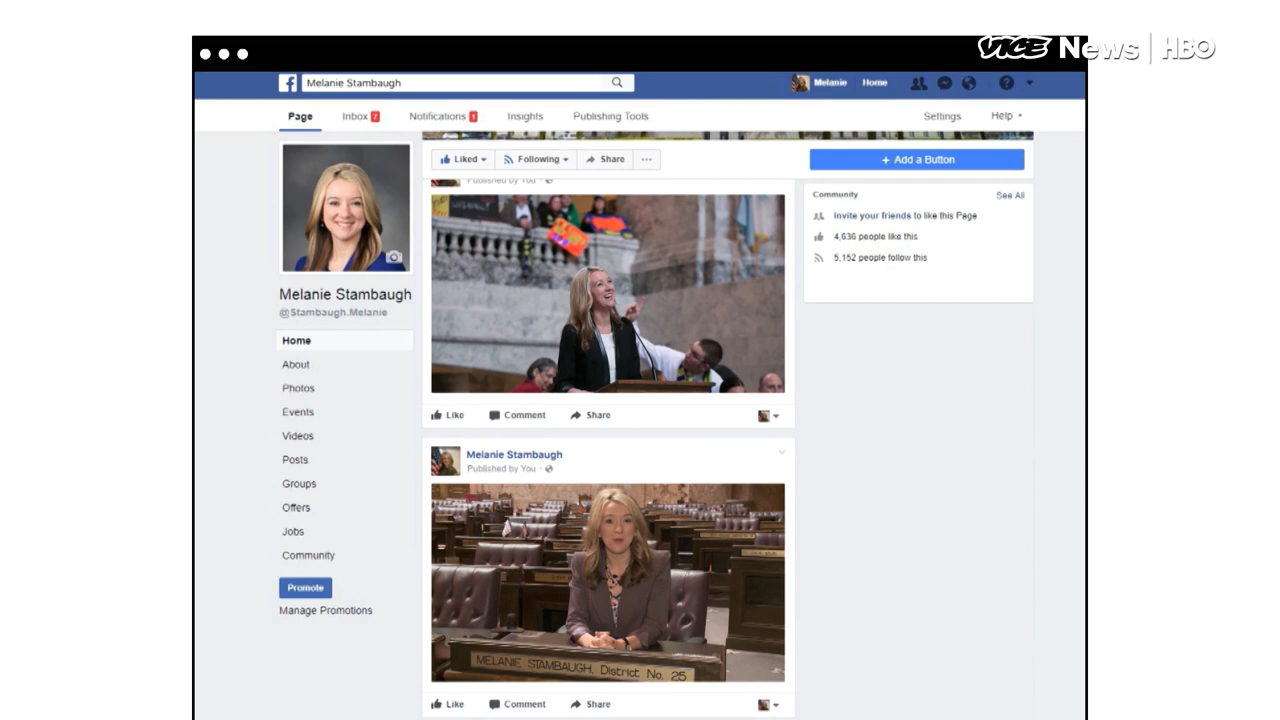 VICE News | HBO
Melanie Stambaugh
Melanie
Home
Page
Inbox 7
Notifications 1
Insights
Publishing Tools
Settings
Help
Liked
Following
Share
+ Add a Button
Melanie Stambaugh
@Stambaugh.Melanie
Home
About
Photos
Events
Videos
Posts
Groups
Offers
Jobs
Community
Promote
Manage Promotions
Published by You
Like
Comment
Share
Melanie Stambaugh
Published by You
MELANIE STAMBAUGH, District No. 25
Like
Comment
Share
Community
See All
Invite your friends to like this Page
4,636 people like this
5,152 people follow this